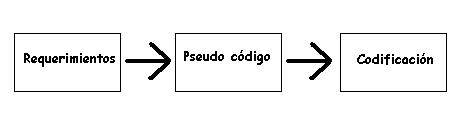 Requerimientos
Pseudo código
Codificación